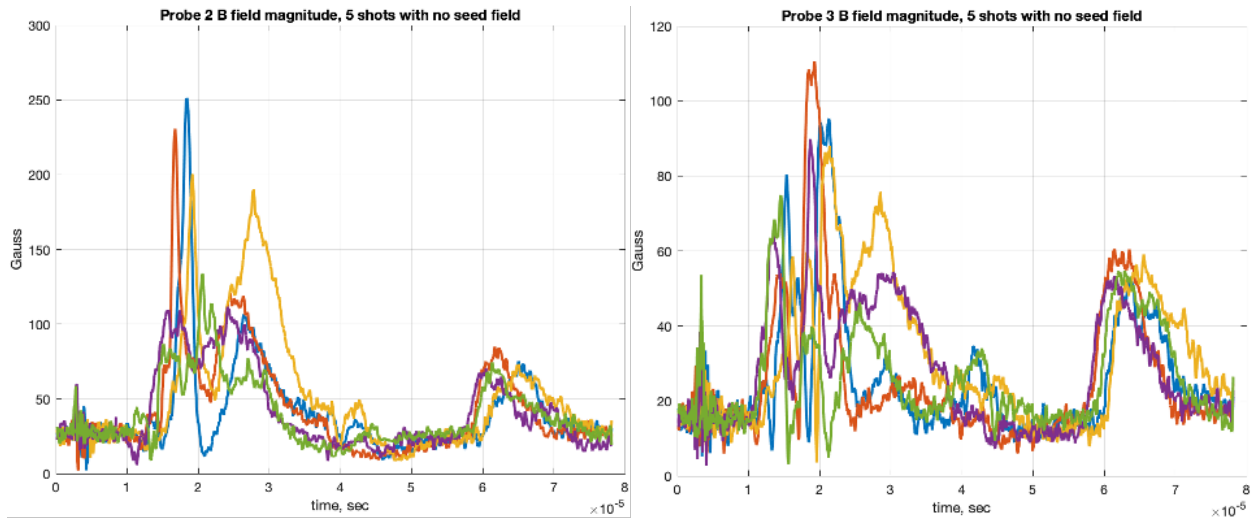 Probe 2 B field magnitude, 5 shots with no seed field
300
250
200
150
100
50
0
Gauss
0 1 2 3 4 5 6 7 8
time, sec
×10-5
Probe 3 B field magnitude, 5 shots with no seed field
120
100
80
60
40
20
0
Gauss
0 1 2 3 4 5 6 7 8
time, sec
×10-5